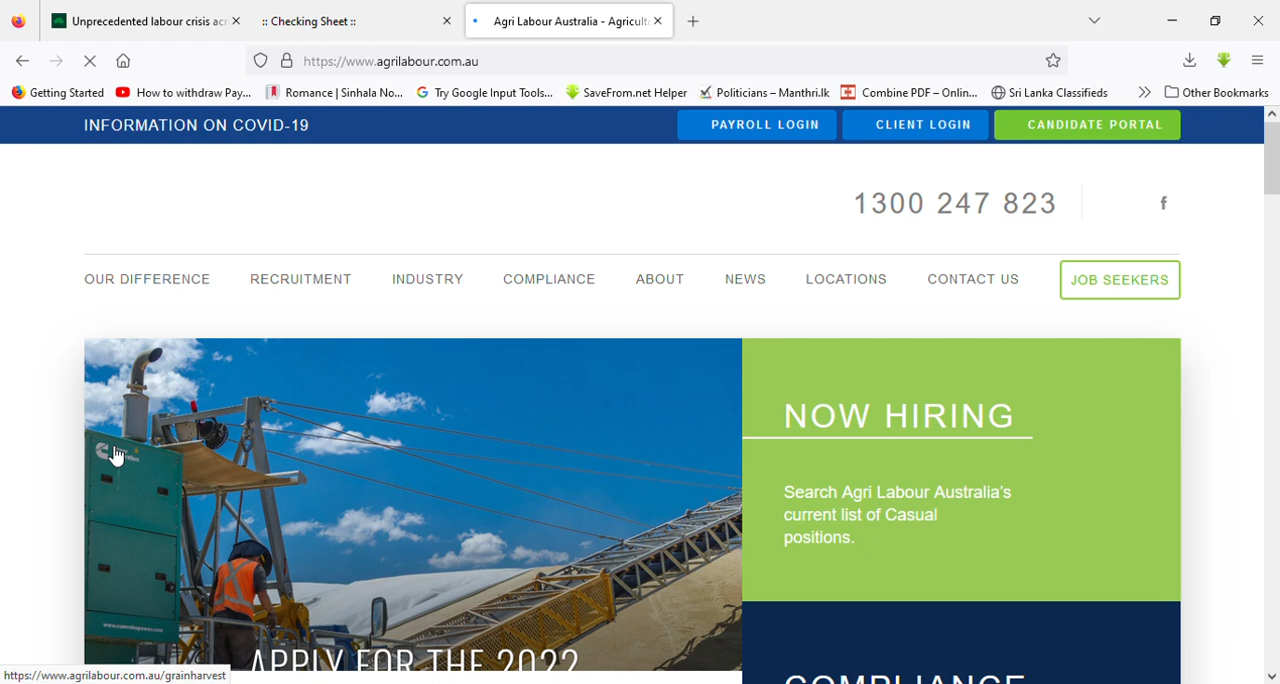 Unprecedented labour crisis acr
:: Checking Sheet ::
Agri Labour Australia - Agricult
https://www.agrilabour.com.au
Getting Started
How to withdraw Pay...
Romance | Sinhala No...
Try Google Input Tools...
SaveFrom.net Helper
Politicians – Manthri.lk
Combine PDF – Onlin...
Sri Lanka Classifieds
Other Bookmarks
INFORMATION ON COVID-19
PAYROLL LOGIN
CLIENT LOGIN
CANDIDATE PORTAL
1300 247 823
OUR DIFFERENCE
RECRUITMENT
INDUSTRY
COMPLIANCE
ABOUT
NEWS
LOCATIONS
CONTACT US
JOB SEEKERS
NOW HIRING
Search Agri Labour Australia's
current list of Casual
positions.
APPLY FOR THE 2022
COMPLIANCE
https://www.agrilabour.com.au/grainharvest